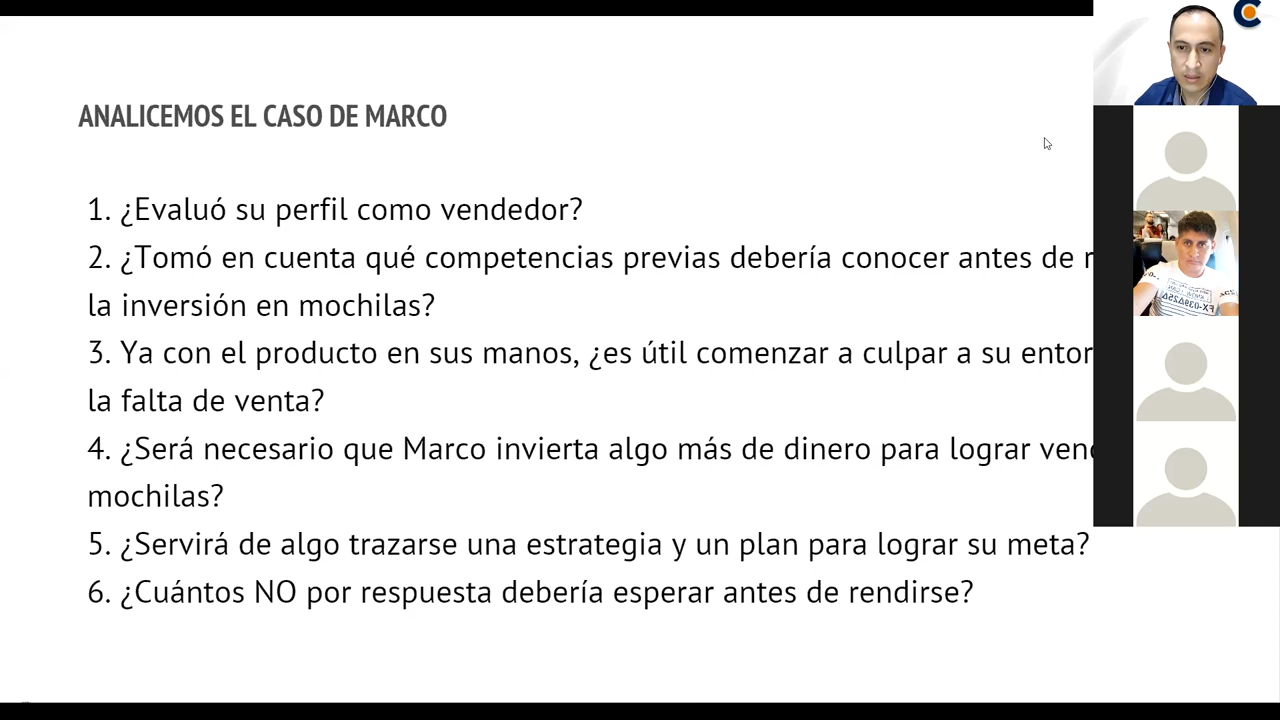 ANALICEMOS EL CASO DE MARCO
1. ¿Evaluó su perfil como vendedor?
2. ¿Tomó en cuenta qué competencias previas debería conocer antes de
la inversión en mochilas?
3. Ya con el producto en sus manos, ¿es útil comenzar a culpar a su
la falta de venta?
4. ¿Será necesario que Marco invierta algo más de dinero para lograr
mochilas?
5. ¿Servirá de algo trazarse una estrategia y un plan para lograr su meta?
6. ¿Cuántos NO por respuesta debería esperar antes de rendirse?